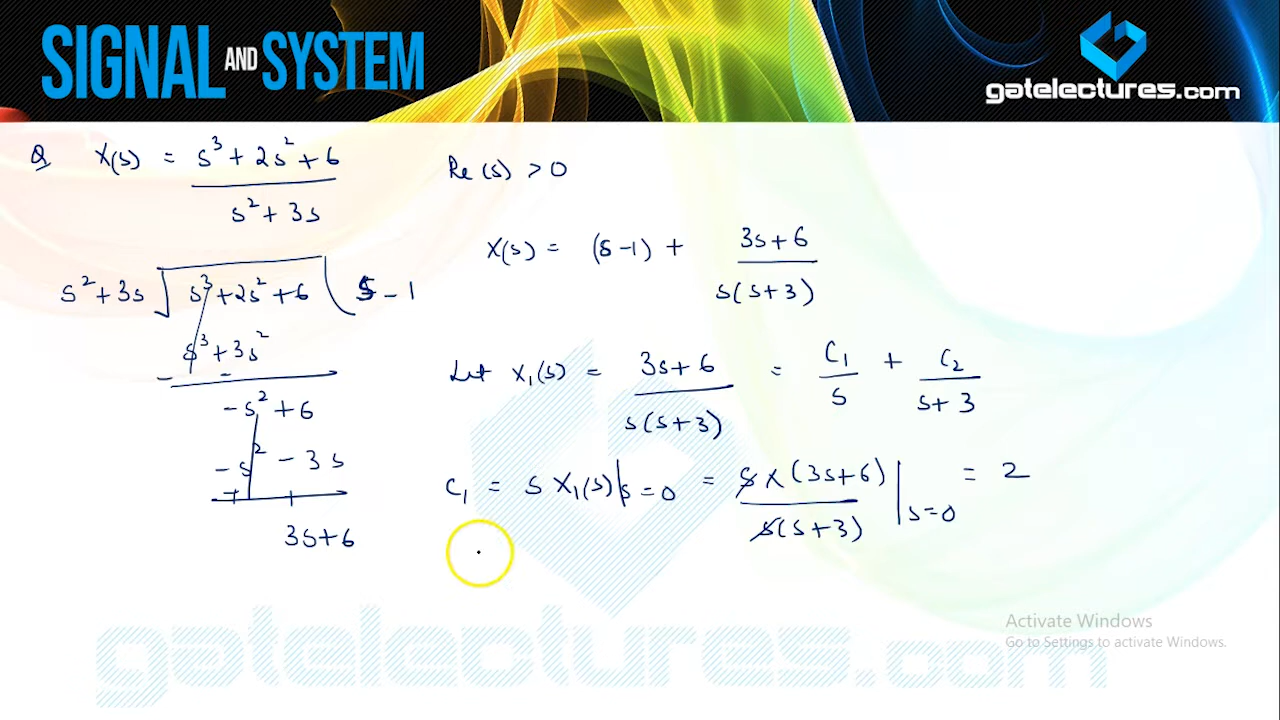 SIGNAL AND SYSTEM
gatelectures.com
Q X(s) = (s³ + 2s² + 6) / (s² + 3s)
Re(s) > 0
s² + 3s ) s³ + 2s² + 6 ( s - 1
s³ + 3s²
- -
-s² + 6
-s² - 3s
+ +
3s + 6
X(s) = (s - 1) + (3s + 6) / s(s + 3)
Let X₁(s) = (3s + 6) / s(s + 3) = C₁ / s + C₂ / (s + 3)
C₁ = s X₁(s)|s=0 = s × (3s + 6) / s(s + 3) |s=0 = 2
Activate Windows
Go to Settings to activate Windows.
gatelectures.com